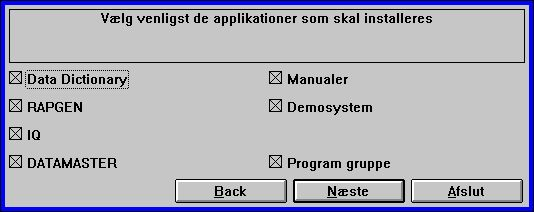 Vælg venligst de applikationer som skal installeres
Data Dictionary
Manualer
RAPGEN
Demosystem
IQ
DATAMASTER
Program gruppe
Back
Næste
Afslut